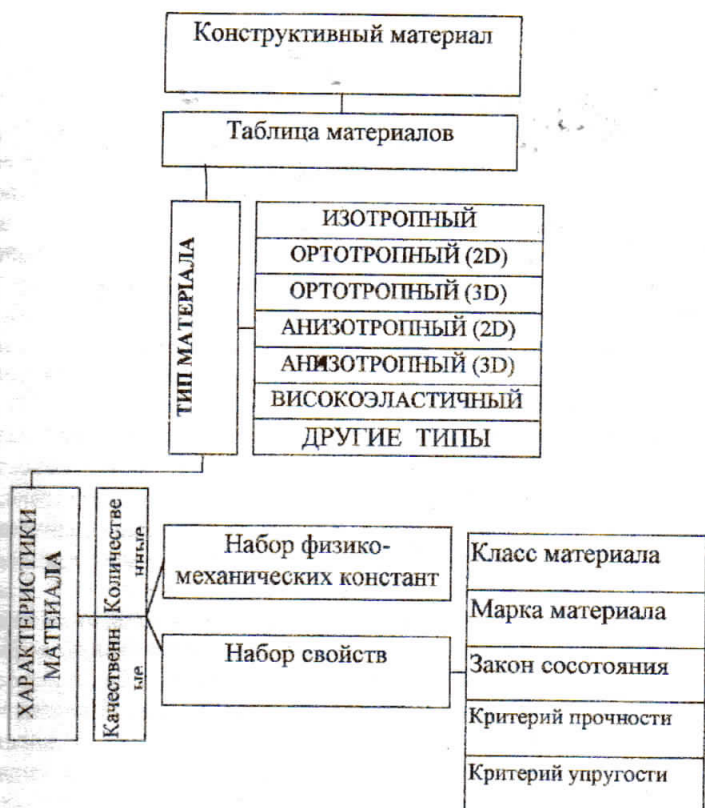 Конструктивный материал
Таблица материалов
ТИП МАТЕРІАЛА
ИЗОТРОПНЫЙ
ОРТОТРОПНЫЙ (2D)
ОРТОТРОПНЫЙ (3D)
АНИЗОТРОПНЫЙ (2D)
АНИЗОТРОПНЫЙ (3D)
ВИСОКОЭЛАСТИЧНЫЙ
ДРУГИЕ ТИПЫ
ХАРАКТЕРИСТИКИ
МАТЕИАЛА
Количестве
нные
Качественн
ые
Набор физико-
механических констант
Набор свойств
Класс материала
Марка материала
Закон сосотояния
Критерий прочности
Критерий упругости